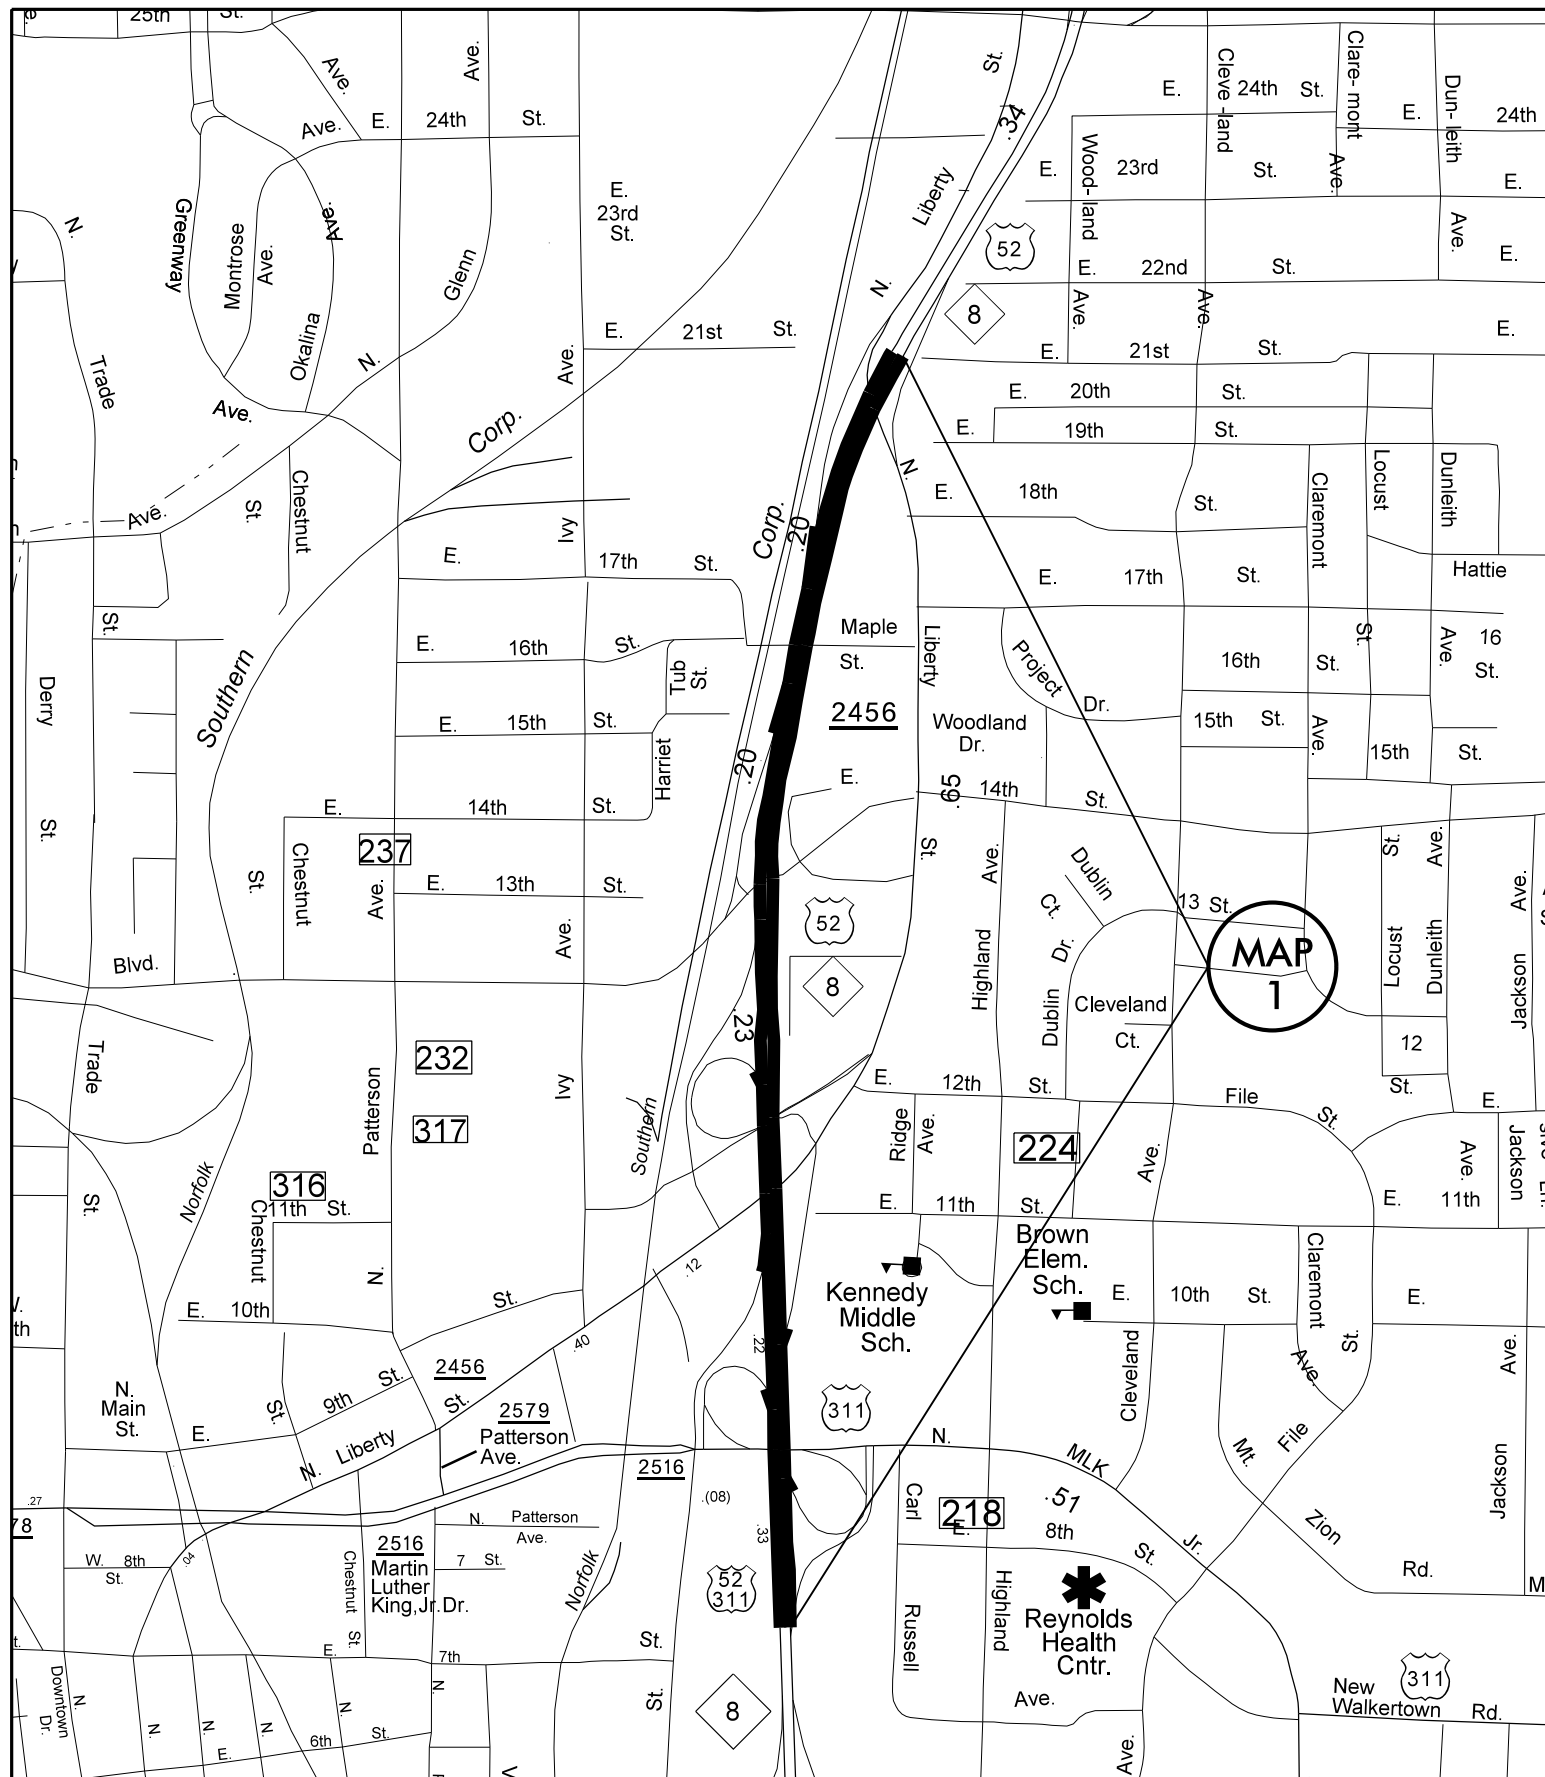 25th St.
Ave.
Ave.
St.
.34
Cleve-land
E. 24th St.
Clare-mont
Ave.
Dun-leith
E. 24th
Ave. E. 24th St.
Wood-land
E. 23rd St.
E.
E.
23rd
St.
N.
Greenway
Montrose
Ave.
Ave.
Glenn
Liberty
52
Ave.
E.
E. 22nd St.
Ave.
Ave.
N.
8
Okalina
E. 21st St.
E.
E. 21st St.
Trade
N.
Ave.
Ave.
E. 20th St.
E. 19th St.
Corp.
N.
Locust
Dunleith
Claremont
E. 18th St.
St.
Chestnut
Ave.
Corp.
.20
Ivy
E. 17th St.
E. 17th St.
Hattie
St.
E. 16th St.
Maple
St.
Liberty
Project
Dr.
16th St.
St.
Ave.
16
St.
Tub
St.
Derry
Southern
2456
Woodland
Dr.
E. 15th St.
15th St.
Ave.
15th St.
Harriet
.20
E. 14th St.
.65
E. 14th St.
St.
237
Chestnut
St.
St.
Dublin
Ct.
Highland
Ave.
St.
Ave.
E. 13th St.
Ave.
Ave.
52
13 St.
MAP
1
Locust
Dunleith
Jackson
Ave.
Blvd.
8
Dublin
Dr.
Cleveland
Ct.
.23
12
St.
Trade
232
Patterson
Ivy
E. 12th St.
File
St.
E.
317
Southern
Ridge
Ave.
224
Ave.
Ave.
Jackson
316
Norfolk
St.
Chestnut
11th St.
E. 11th St.
E. 11th
Brown
Elem.
Sch.
Claremont
Ave.
N.
.12
Kennedy
Middle
Sch.
E. 10th St.
E. 10th St.
E.
St.
St.
.40
.22
Cleveland
Ave.
2456
N.
Main
St.
E. 9th St.
St.
St.
2579
Patterson
Ave.
311
Liberty
N.
N.
MLK
Mt.
File
Jackson
2516
.(08)
.27
78
Carl
218
.51
Zion
N. Patterson
Ave.
.33
E. 8th St.
Jr.
2516
Martin
Luther
King,Jr.Dr.
W. 8th
St.
.04
7 St.
Chestnut
St.
Norfolk
52
311
Rd.
M
Russell
Highland
Reynolds
Health
Cntr.
E. 7th St.
St.
Downtown
Dr.
N.
N.
N.
N.
N.
N.
8
Ave.
311
New
Walkertown Rd.
E. 6th St.
Ave.